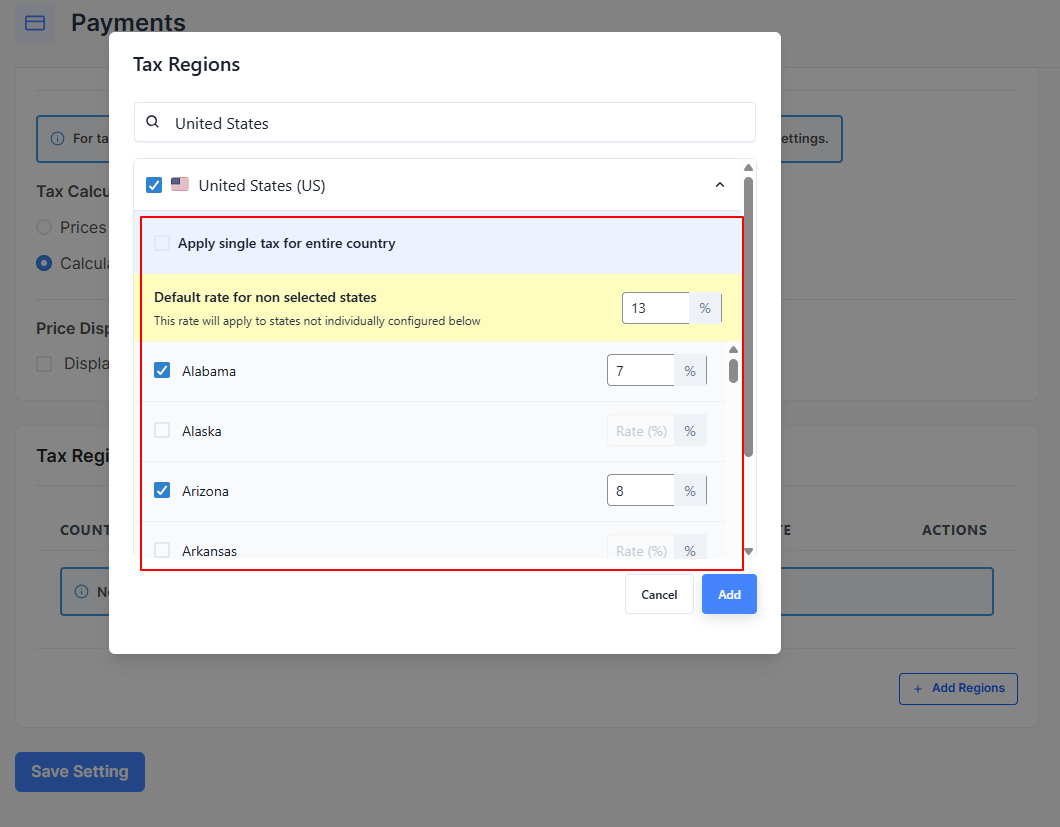 Payments
Tax Regions
United States
For ta
ettings.
United States (US)
Tax Calcu
Prices
Calcula
Apply single tax for entire country
Default rate for non selected states
This rate will apply to states not individually configured below
13 %
Price Disp
Displa
Alabama 7 %
Alaska Rate (%) %
Tax Regi
Arizona 8 %
COUNT
E
ACTIONS
Arkansas Rate (%) %
N
Cancel Add
+ Add Regions
Save Setting